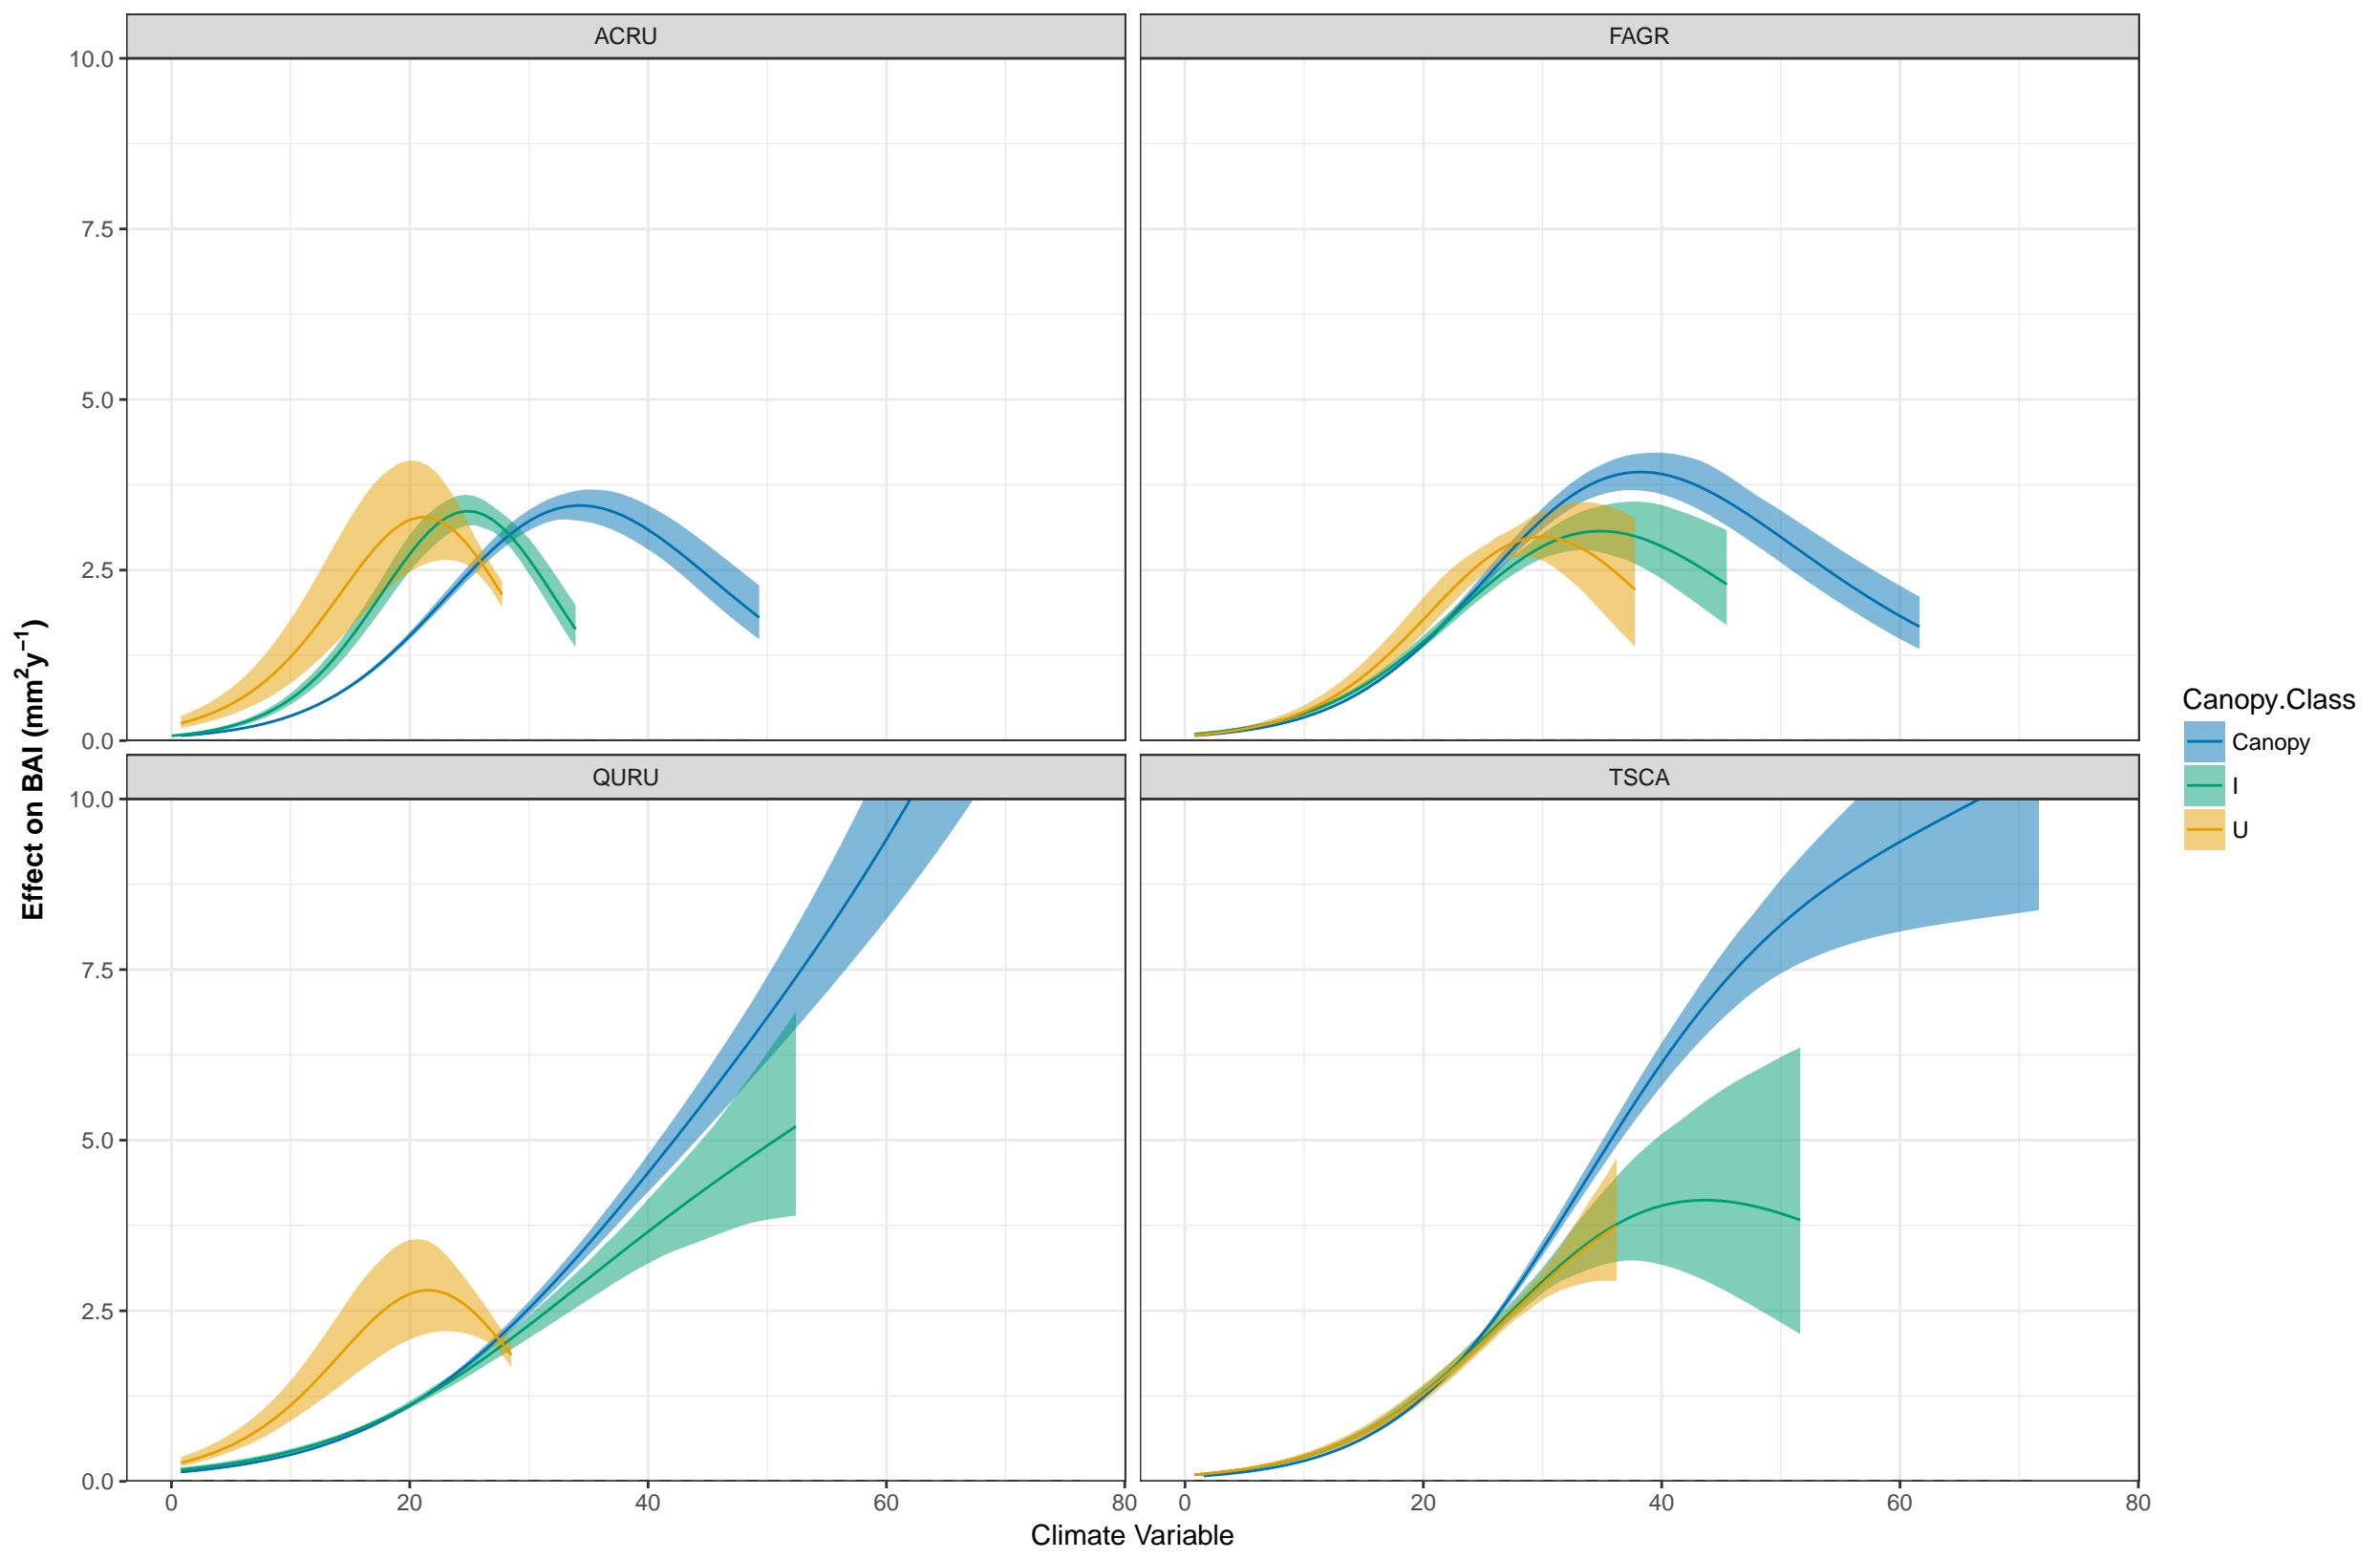 ACRU
FAGR
10.0
7.5
5.0
2.5
0.0
QURU
TSCA
10.0
7.5
5.0
2.5
0.0
0 20 40 60 80
0 20 40 60 80
Climate Variable
Effect on BAI (mm²y⁻¹)
Canopy.Class
Canopy
I
U